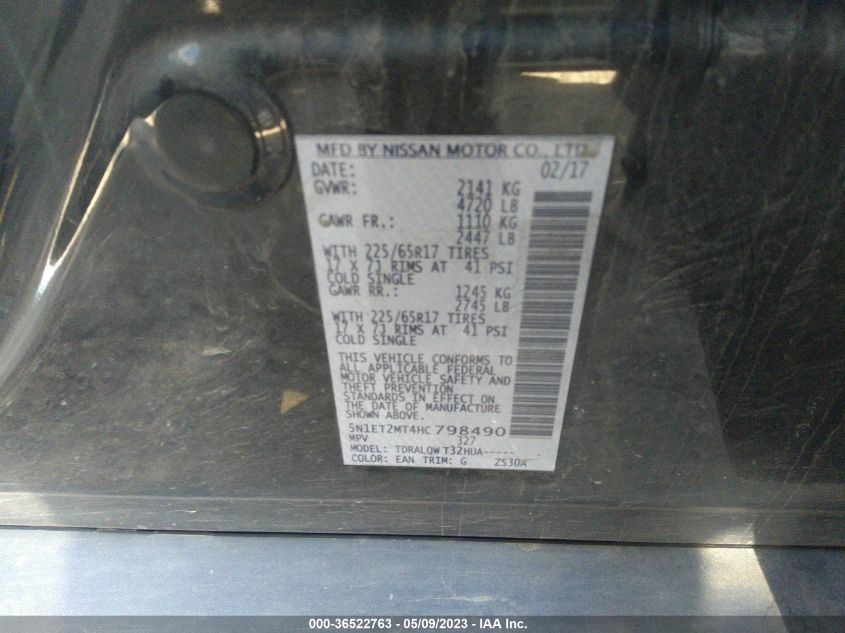 MFD BY NISSAN MOTOR CO., LTD.
DATE: 02/17
GVWR: 2141 KG
4720 LB
GAWR FR.: 1110 KG
2447 LB
WITH 225/65R17 TIRES
17 X 7J RIMS AT 41 PSI
COLD SINGLE
GAWR RR.: 1245 KG
2745 LB
WITH 225/65R17 TIRES
17 X 7J RIMS AT 41 PSI
COLD SINGLE
THIS VEHICLE CONFORMS TO
ALL APPLICABLE FEDERAL
MOTOR VEHICLE SAFETY AND
THEFT PREVENTION
STANDARDS IN EFFECT ON
THE DATE OF MANUFACTURE
SHOWN ABOVE.
5N1ET2MT4HC 798490
MPV 327
MODEL: TDRALQW T32HUA-----
COLOR: EAN TRIM: G ZS30A
000-36522763 - 05/09/2023 - IAA Inc.